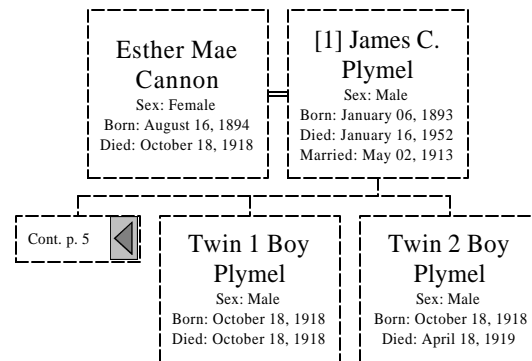 Esther Mae
Cannon
Sex: Female
Born: August 16, 1894
Died: October 18, 1918
[1] James C.
Plymel
Sex: Male
Born: January 06, 1893
Died: January 16, 1952
Married: May 02, 1913
Cont. p. 5
Twin 1 Boy
Plymel
Sex: Male
Born: October 18, 1918
Died: October 18, 1918
Twin 2 Boy
Plymel
Sex: Male
Born: October 18, 1918
Died: April 18, 1919